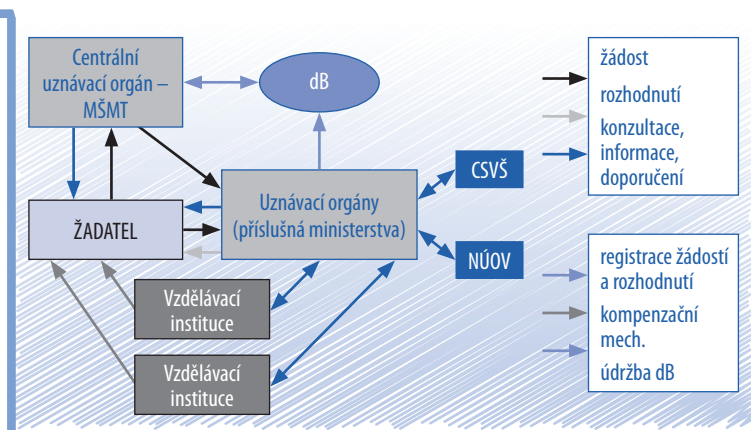 Centrální
uznávací orgán –
MŠMT
dB
ŽADATEL
Uznávací orgány
(příslušná ministerstva)
CSVŠ
NÚOV
Vzdělávací
instituce
Vzdělávací
instituce
žádost
rozhodnutí
konzultace,
informace,
doporučení
registrace žádostí
a rozhodnutí
kompenzační
mech.
údržba dB